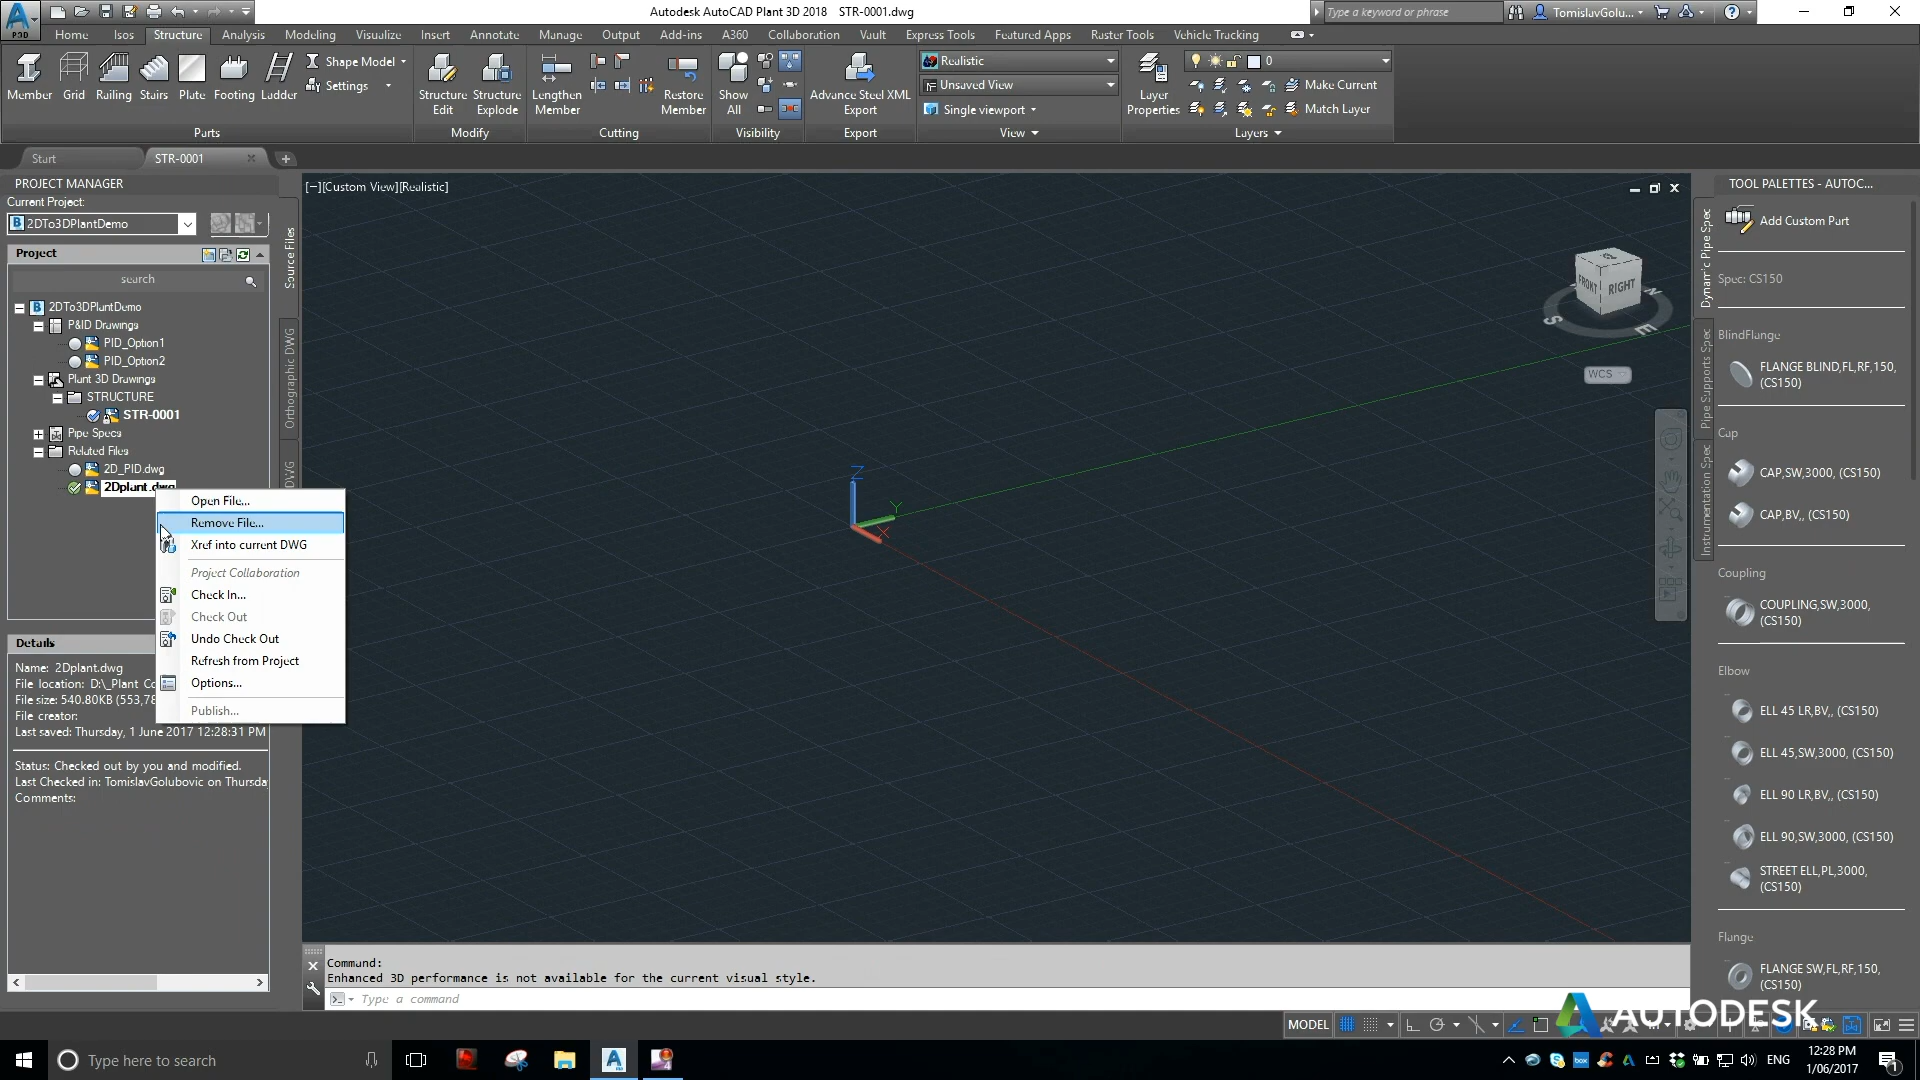 Autodesk AutoCAD Plant 3D 2018 STR-0001.dwg
Type a keyword or phrase
TomislavGolu...
P3D
Home Isos Structure Analysis Modeling Visualize Insert Annotate Manage Output Add-ins A360 Collaboration Vault Express Tools Featured Apps Raster Tools Vehicle Tracking
Member Grid Railing Stairs Plate Footing Ladder
Shape Model
Settings
Structure Edit
Structure Explode
Lengthen Member
Restore Member
Show All
Advance Steel XML Export
Realistic
Unsaved View
Single viewport
Layer Properties
0
Make Current
Match Layer
Parts Modify Cutting Visibility Export View Layers
Start STR-0001
PROJECT MANAGER
Current Project:
2DTo3DPlantDemo
Project
search
2DTo3DPlantDemo
P&ID Drawings
PID_Option1
PID_Option2
Plant 3D Drawings
STRUCTURE
STR-0001
Pipe Specs
Related Files
2D_PID.dwg
2Dplant.dwg
Source Files
Orthographic DWG
DWG
Open File...
Remove File...
Xref into current DWG
Project Collaboration
Check In...
Check Out
Undo Check Out
Refresh from Project
Options...
Publish...
Details
Name: 2Dplant.dwg
File location: D:\_Plant Co
File size: 540.80KB (553,78
File creator:
Last saved: Thursday, 1 June 2017 12:28:31 PM
Status: Checked out by you and modified.
Last Checked in: TomislavGolubovic on Thursda
Comments:
[−][Custom View][Realistic]
Z
Y
X
FRONT RIGHT
S E N
WCS
TOOL PALETTES - AUTOC...
Dynamic Pipe Spec
Pipe Supports Spec
Instrumentation Spec
Add Custom Part
Spec: CS150
BlindFlange
FLANGE BLIND,FL,RF,150,
(CS150)
Cap
CAP,SW,3000, (CS150)
CAP,BV,, (CS150)
Coupling
COUPLING,SW,3000,
(CS150)
Elbow
ELL 45 LR,BV,, (CS150)
ELL 45,SW,3000, (CS150)
ELL 90 LR,BV,, (CS150)
ELL 90,SW,3000, (CS150)
STREET ELL,PL,3000,
(CS150)
Flange
FLANGE SW,FL,RF,150,
(CS150)
Command:
Enhanced 3D performance is not available for the current visual style.
Type a command
MODEL
AUTODESK
Type here to search
box
ENG
12:28 PM
1/06/2017
1